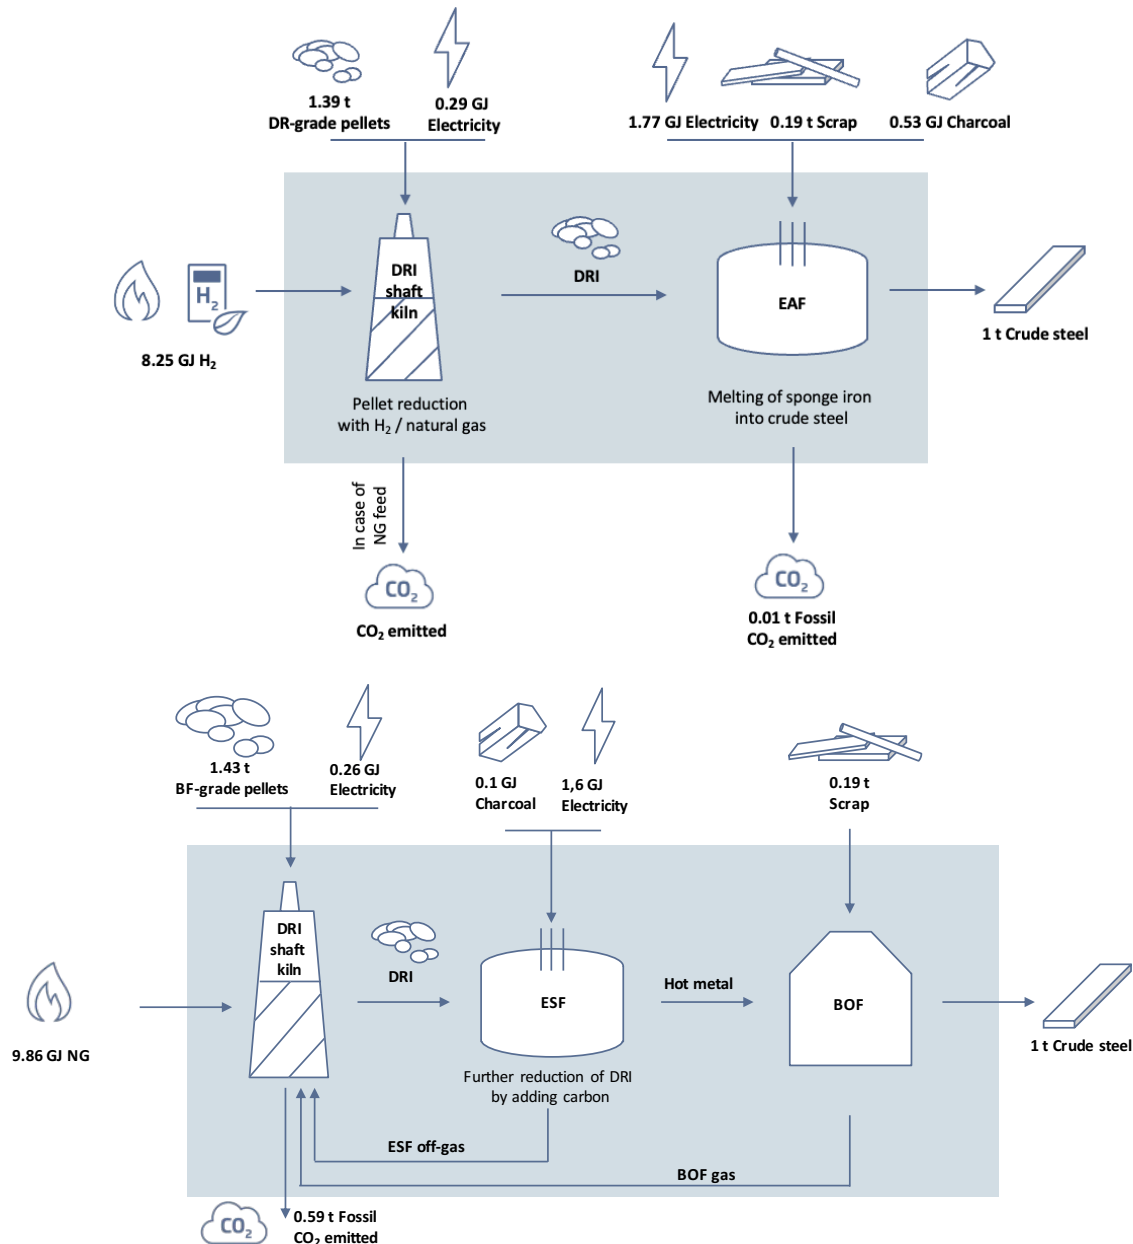 1.39 t
DR-grade pellets
0.29 GJ
Electricity
1.77 GJ Electricity
0.19 t Scrap
0.53 GJ Charcoal
H₂
8.25 GJ H₂
DRI
shaft
kiln
DRI
EAF
1 t Crude steel
Pellet reduction
with H₂ / natural gas
Melting of sponge iron
into crude steel
In case of
NG feed
CO₂
CO₂ emitted
CO₂
0.01 t Fossil
CO₂ emitted
1.43 t
BF-grade pellets
0.26 GJ
Electricity
0.1 GJ
Charcoal
1,6 GJ
Electricity
0.19 t
Scrap
9.86 GJ NG
DRI
shaft
kiln
DRI
ESF
Hot metal
BOF
1 t Crude steel
Further reduction of DRI
by adding carbon
ESF off-gas
BOF gas
CO₂
0.59 t Fossil
CO₂ emitted